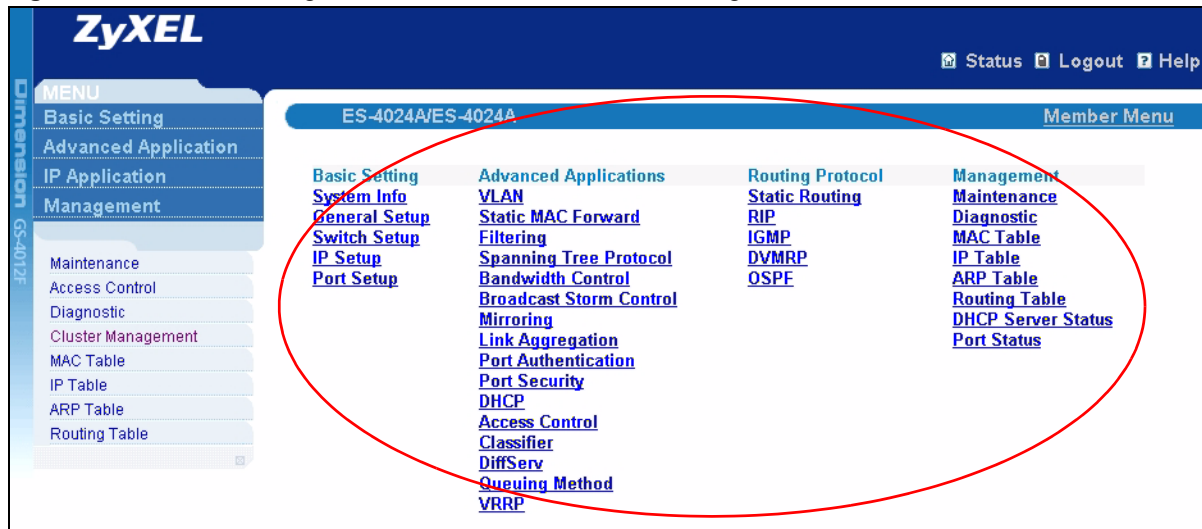 ZyXEL
Status Logout Help
Dimension GS-4012F
MENU
Basic Setting
Advanced Application
IP Application
Management
Maintenance
Access Control
Diagnostic
Cluster Management
MAC Table
IP Table
ARP Table
Routing Table
ES-4024A/ES-4024A
Member Menu
Basic Setting
System Info
General Setup
Switch Setup
IP Setup
Port Setup
Advanced Applications
VLAN
Static MAC Forward
Filtering
Spanning Tree Protocol
Bandwidth Control
Broadcast Storm Control
Mirroring
Link Aggregation
Port Authentication
Port Security
DHCP
Access Control
Classifier
DiffServ
Queuing Method
VRRP
Routing Protocol
Static Routing
RIP
IGMP
DVMRP
OSPF
Management
Maintenance
Diagnostic
MAC Table
IP Table
ARP Table
Routing Table
DHCP Server Status
Port Status